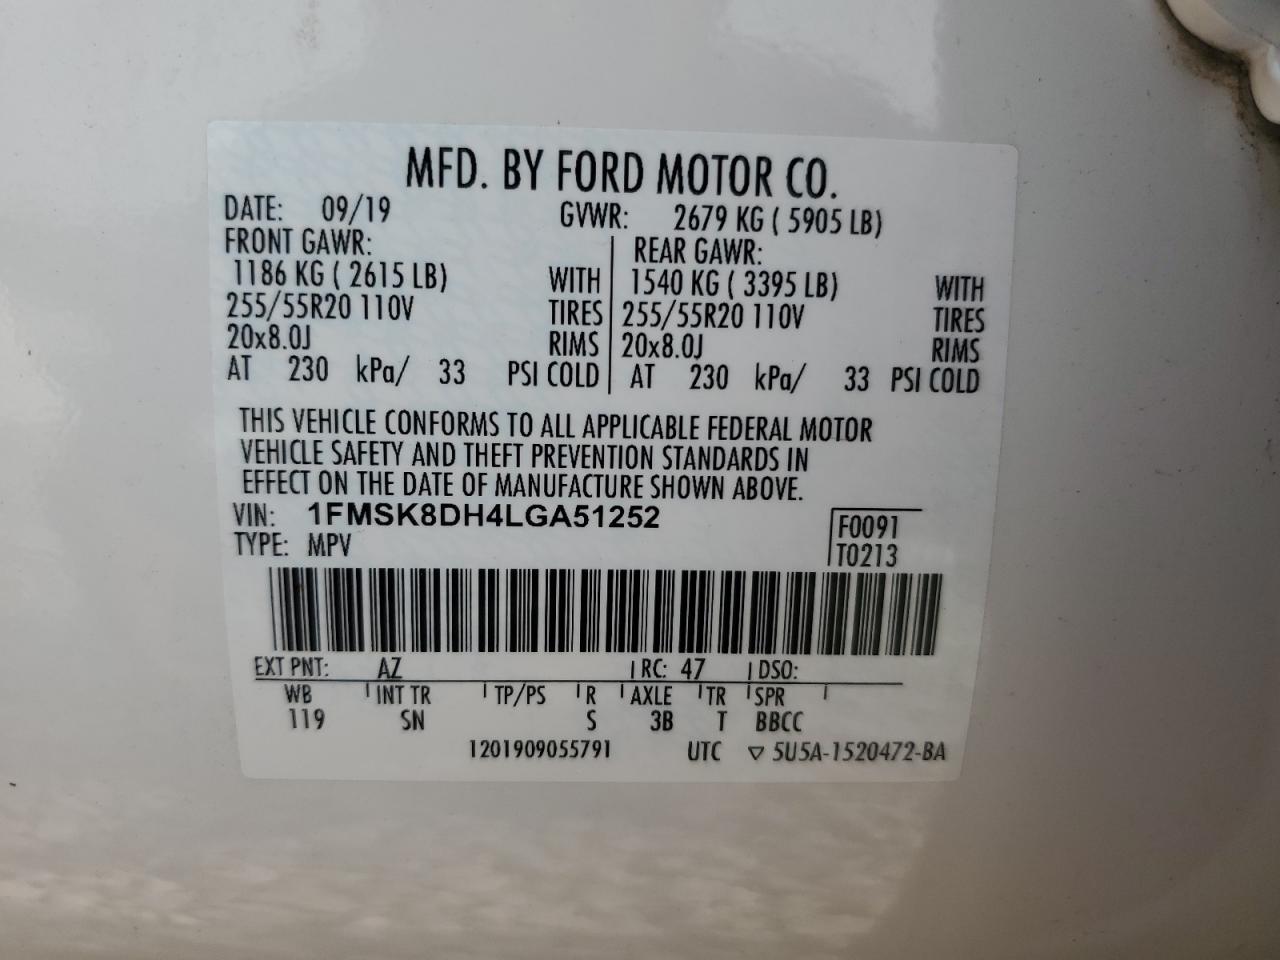 MFD. BY FORD MOTOR CO.
DATE: 09/19 GVWR: 2679 KG ( 5905 LB)
FRONT GAWR: REAR GAWR:
1186 KG ( 2615 LB) WITH 1540 KG ( 3395 LB) WITH
255/55R20 110V TIRES 255/55R20 110V TIRES
20x8.0J RIMS 20x8.0J RIMS
AT 230 kPa/ 33 PSI COLD AT 230 kPa/ 33 PSI COLD
THIS VEHICLE CONFORMS TO ALL APPLICABLE FEDERAL MOTOR
VEHICLE SAFETY AND THEFT PREVENTION STANDARDS IN
EFFECT ON THE DATE OF MANUFACTURE SHOWN ABOVE.
VIN: 1FMSK8DH4LGA51252 F0091
TYPE: MPV T0213
EXT PNT: AZ RC: 47 DSO:
WB INT TR TP/PS R AXLE TR SPR
119 SN S 3B T BBCC
1201909055791 UTC ▽ 5U5A-1520472-BA